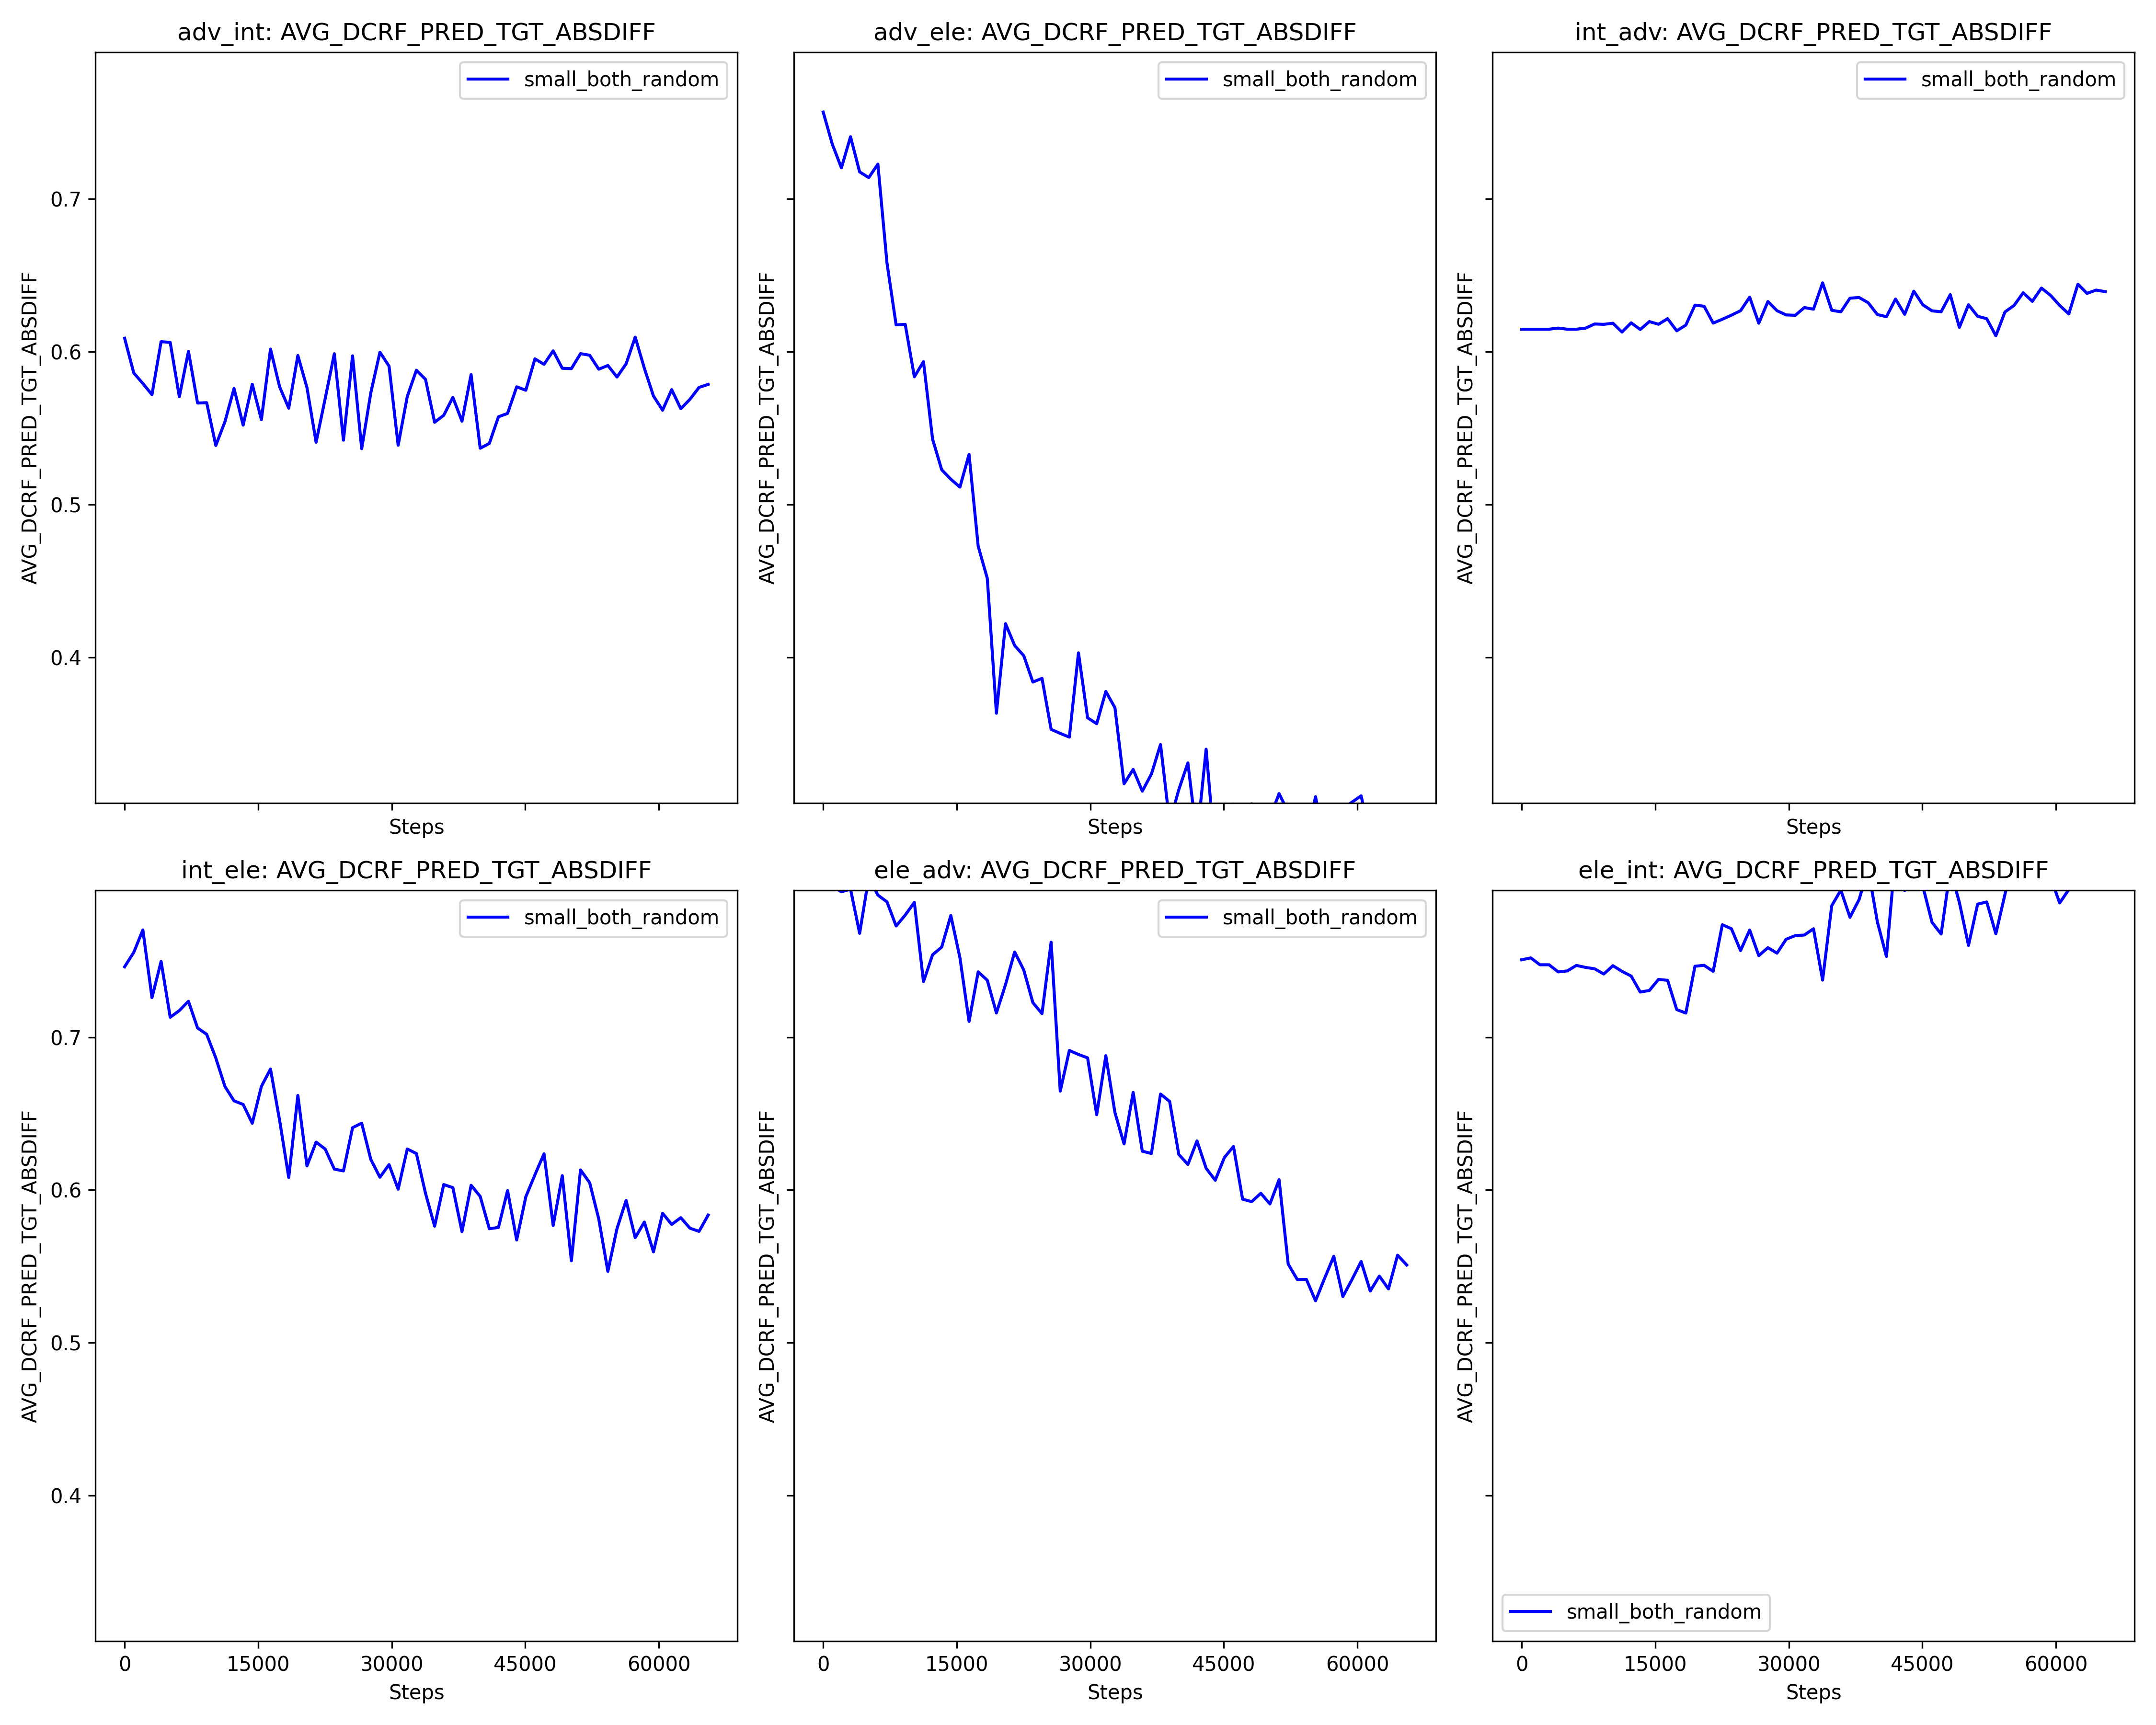 adv_int: AVG_DCRF_PRED_TGT_ABSDIFF
AVG_DCRF_PRED_TGT_ABSDIFF
0.7
0.6
0.5
0.4
small_both_random
Steps
adv_ele: AVG_DCRF_PRED_TGT_ABSDIFF
AVG_DCRF_PRED_TGT_ABSDIFF
small_both_random
Steps
int_adv: AVG_DCRF_PRED_TGT_ABSDIFF
AVG_DCRF_PRED_TGT_ABSDIFF
small_both_random
Steps
int_ele: AVG_DCRF_PRED_TGT_ABSDIFF
AVG_DCRF_PRED_TGT_ABSDIFF
0.7
0.6
0.5
0.4
small_both_random
0 15000 30000 45000 60000
Steps
ele_adv: AVG_DCRF_PRED_TGT_ABSDIFF
AVG_DCRF_PRED_TGT_ABSDIFF
small_both_random
0 15000 30000 45000 60000
Steps
ele_int: AVG_DCRF_PRED_TGT_ABSDIFF
AVG_DCRF_PRED_TGT_ABSDIFF
small_both_random
0 15000 30000 45000 60000
Steps